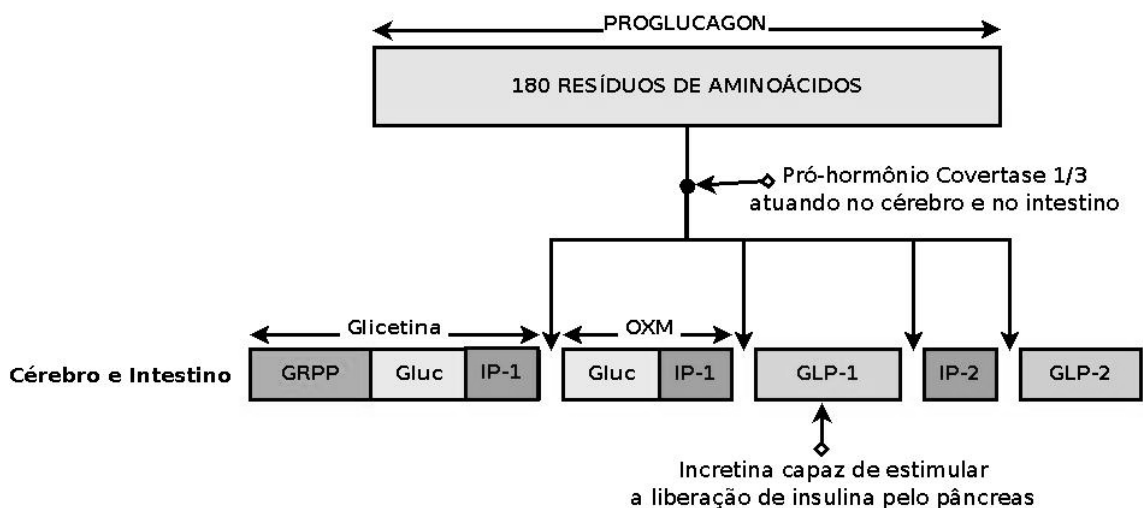 PROGLUCAGON
180 RESÍDUOS DE AMINOÁCIDOS
Pró-hormônio Covertase 1/3
atuando no cérebro e no intestino
Glicetina
OXM
Cérebro e Intestino
GRPP
Gluc
IP-1
Gluc
IP-1
GLP-1
IP-2
GLP-2
Incretina capaz de estimular
a liberação de insulina pelo pâncreas